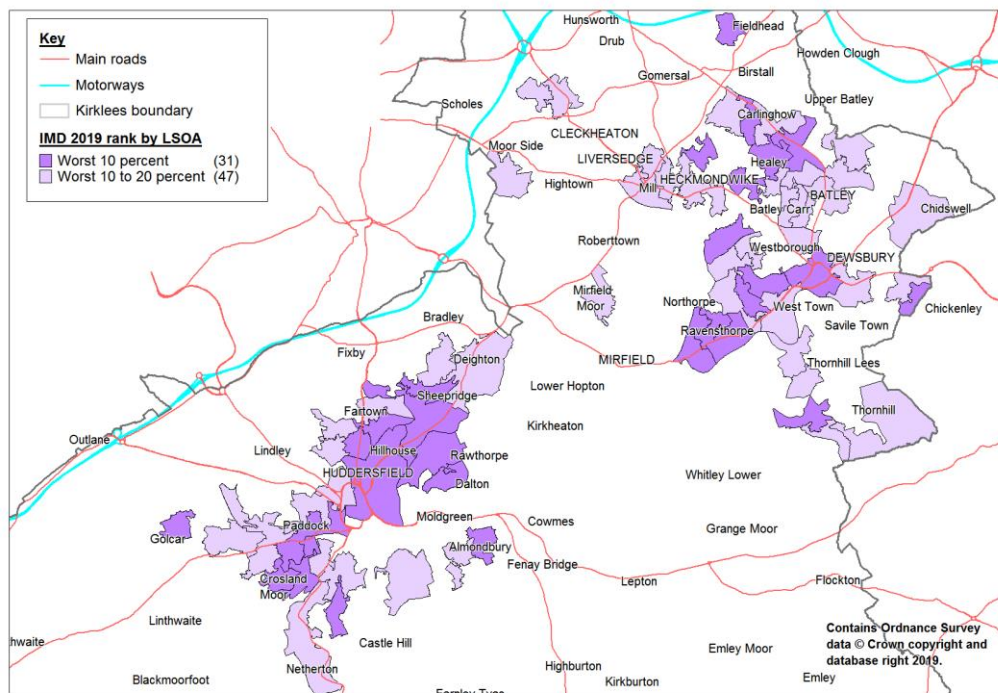 Key
Main roads
Motorways
Kirklees boundary
IMD 2019 rank by LSOA
Worst 10 percent (31)
Worst 10 to 20 percent (47)
Hunsworth
Fieldhead
Drub
Howden Clough
Gomersal
Birstall
Scholes
Upper Batley
Carlinghow
CLECKHEATON
Moor Side
LIVERSEDGE
Healey
Hightown
Mill
HECKMONDWIKE
BATLEY
Batley Carr
Chidswell
Roberttown
Westborough
DEWSBURY
Mirfield
Moor
Northorpe
West Town
Chickenley
Bradley
Ravensthorpe
Savile Town
Fixby
Deighton
MIRFIELD
Thornhill Lees
Lower Hopton
Sheepridge
Fartown
Thornhill
Kirkheaton
Outlane
Lindley
Hillhouse
Rawthorpe
HUDDERSFIELD
Dalton
Whitley Lower
Moldgreen
Cowmes
Paddock
Grange Moor
Golcar
Almondbury
Fenay Bridge
Crosland
Moor
Lepton
Flockton
Linthwaite
thwaite
Castle Hill
Contains Ordnance Survey
data © Crown copyright and
database right 2019.
Emley Moor
Netherton
Highburton
Blackmoorfoot
Kirkburton
Emley